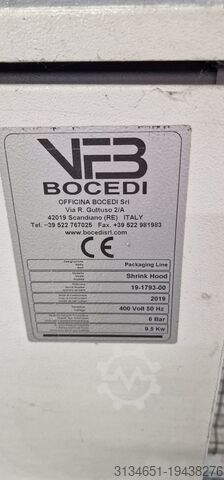 VFB
BOCEDI
OFFICINA BOCEDI Srl
Via R. Guttuso 2/A
42019 Scandiano (RE) ITALY
Tel. ~39 522 767025 Fax. ~39 522 981983
www.bocedisrl.com
CE
Packaging Line
Shrink Hood
19-1793-00
2019
400 Volt 50 Hz
6 Bar
9.5 Kw
3134651-19438276